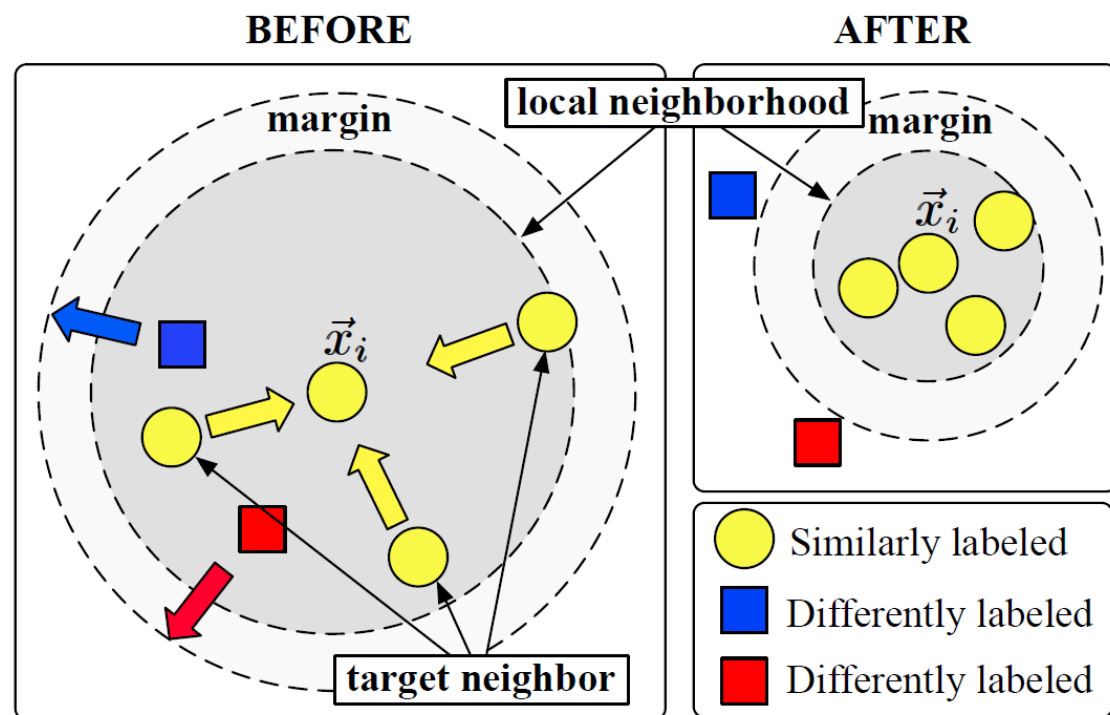 BEFORE
AFTER
local neighborhood
margin
margin
x⃗ᵢ
x⃗ᵢ
target neighbor
Similarly labeled
Differently labeled
Differently labeled